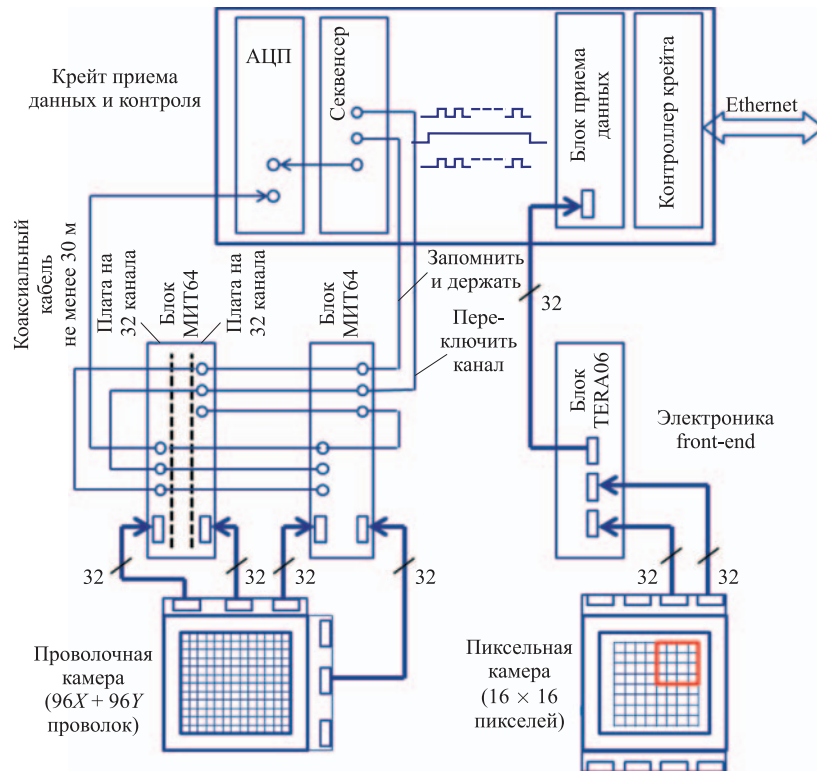 Крейт приема
данных и контроля
АЦП
Секвенсер
Блок приема
данных
Контроллер крейта
Ethernet
Коаксиальный
кабель
не менее 30 м
Плата на
32 канала
Блок
МИТ64
Плата на
32 канала
Блок
МИТ64
Запомнить
и держать
Пере-
ключить
канал
32
Блок
TERA06
Электроника
front-end
32
32
32
32
32
32
Проволочная
камера
(96X + 96Y
проволок)
Пиксельная
камера
(16 × 16
пикселей)